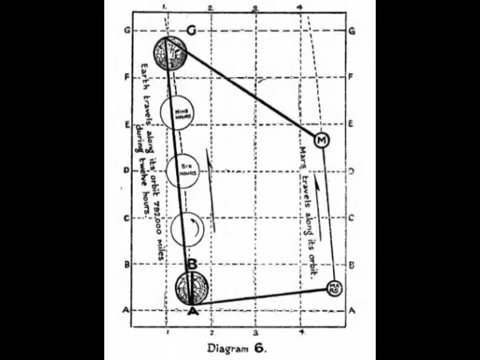 1. 2 3 4.
G G G
F F
Earth travels along its orbit 792,000 miles
during twelve hours.
NINE
HOURS
E E
M
SIX
HOURS
D D
Mars travels along its orbit.
C C
B B B
MARS
A A A
1 2 3 4.
Diagram 6.